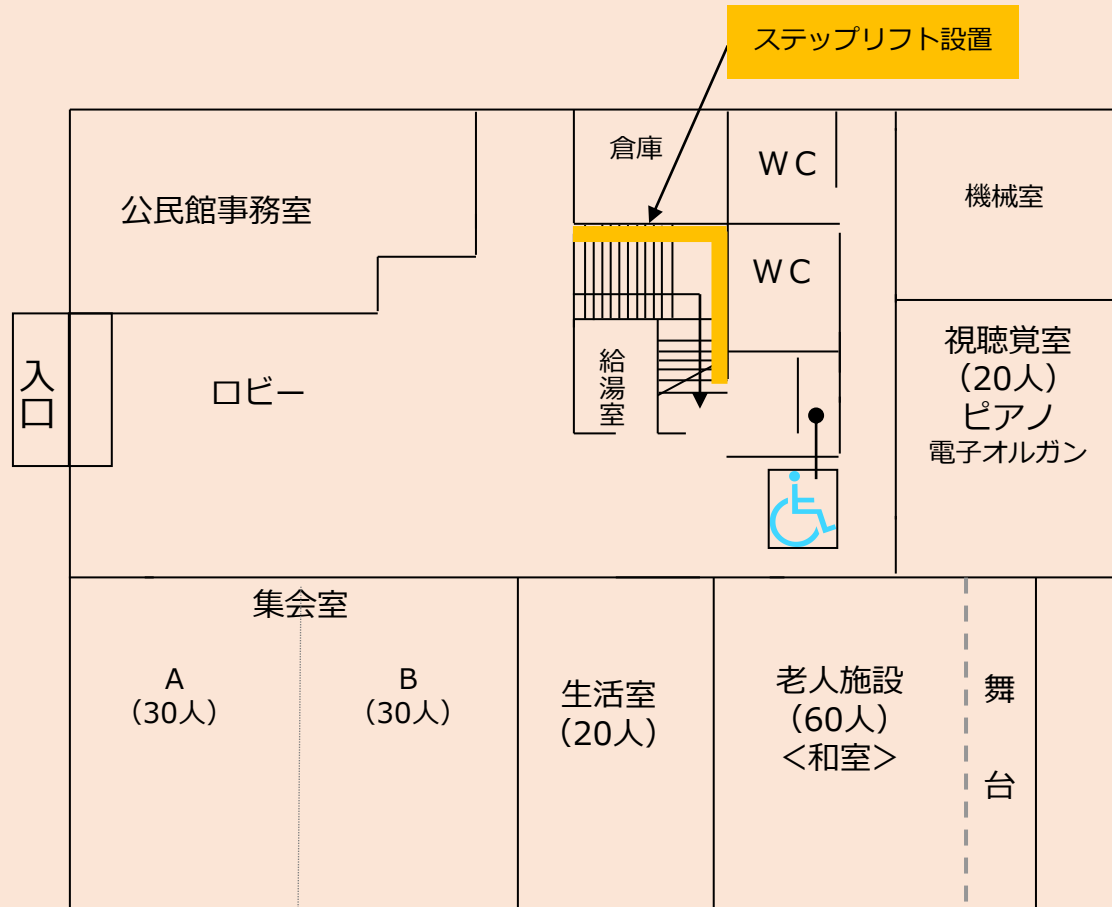 ステップリフト設置
倉庫
ＷＣ
公民館事務室
機械室
ＷＣ
入口
ロビー
給湯室
視聴覚室
（20人）
ピアノ
電子オルガン
集会室
A
（30人）
B
（30人）
生活室
（20人）
老人施設
（60人）
＜和室＞
舞台